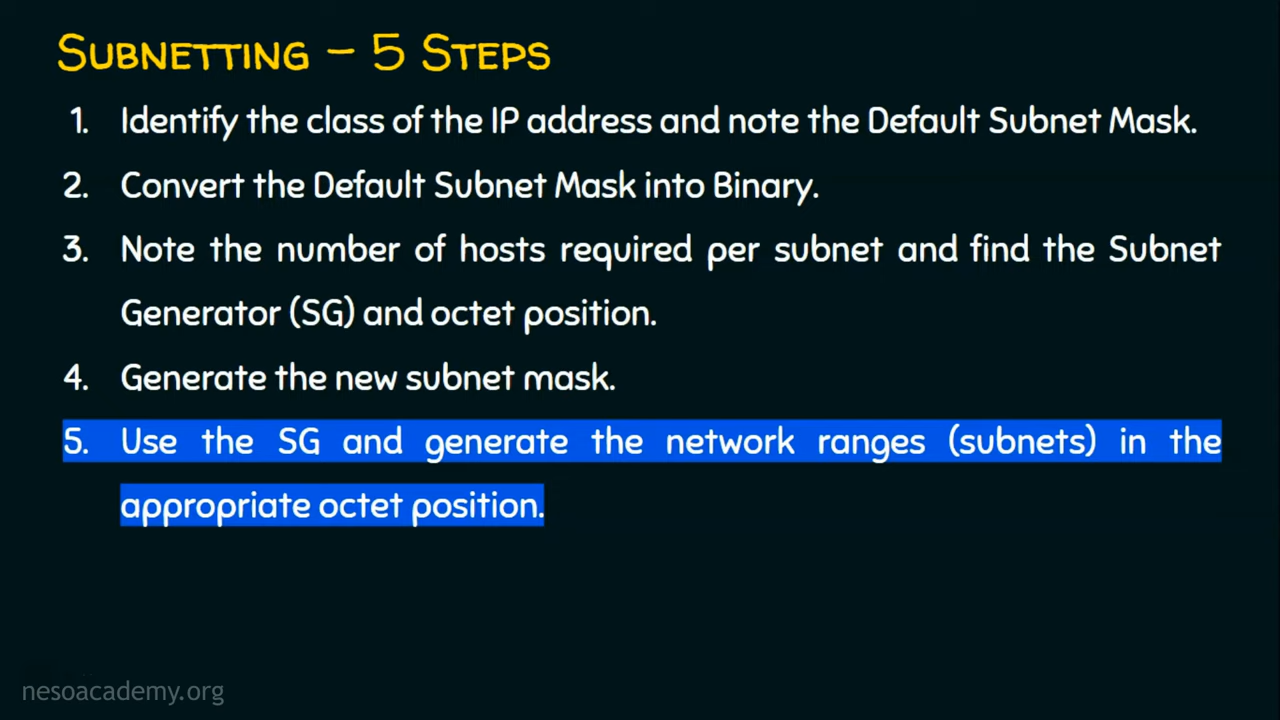 SUBNETTING – 5 STEPS
1. Identify the class of the IP address and note the Default Subnet Mask.
2. Convert the Default Subnet Mask into Binary.
3. Note the number of hosts required per subnet and find the Subnet
Generator (SG) and octet position.
4. Generate the new subnet mask.
5. Use the SG and generate the network ranges (subnets) in the
appropriate octet position.
nesoacademy.org